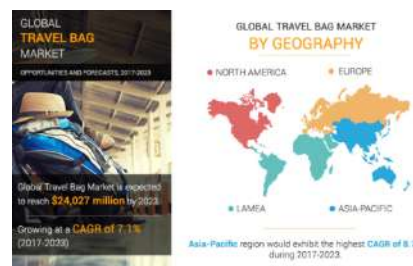 GLOBAL
TRAVEL BAG
MARKET
OPPORTUNITIES AND FORECASTS, 2017-2023
Global Travel Bag Market is expected
to reach $24,027 million by 2023.
Growing at a CAGR of 7.1%
(2017-2023)
GLOBAL TRAVEL BAG MARKET
BY GEOGRAPHY
NORTH AMERICA
EUROPE
LAMEA
ASIA-PACIFIC
Asia-Pacific region would exhibit the highest CAGR of
during 2017-2023.